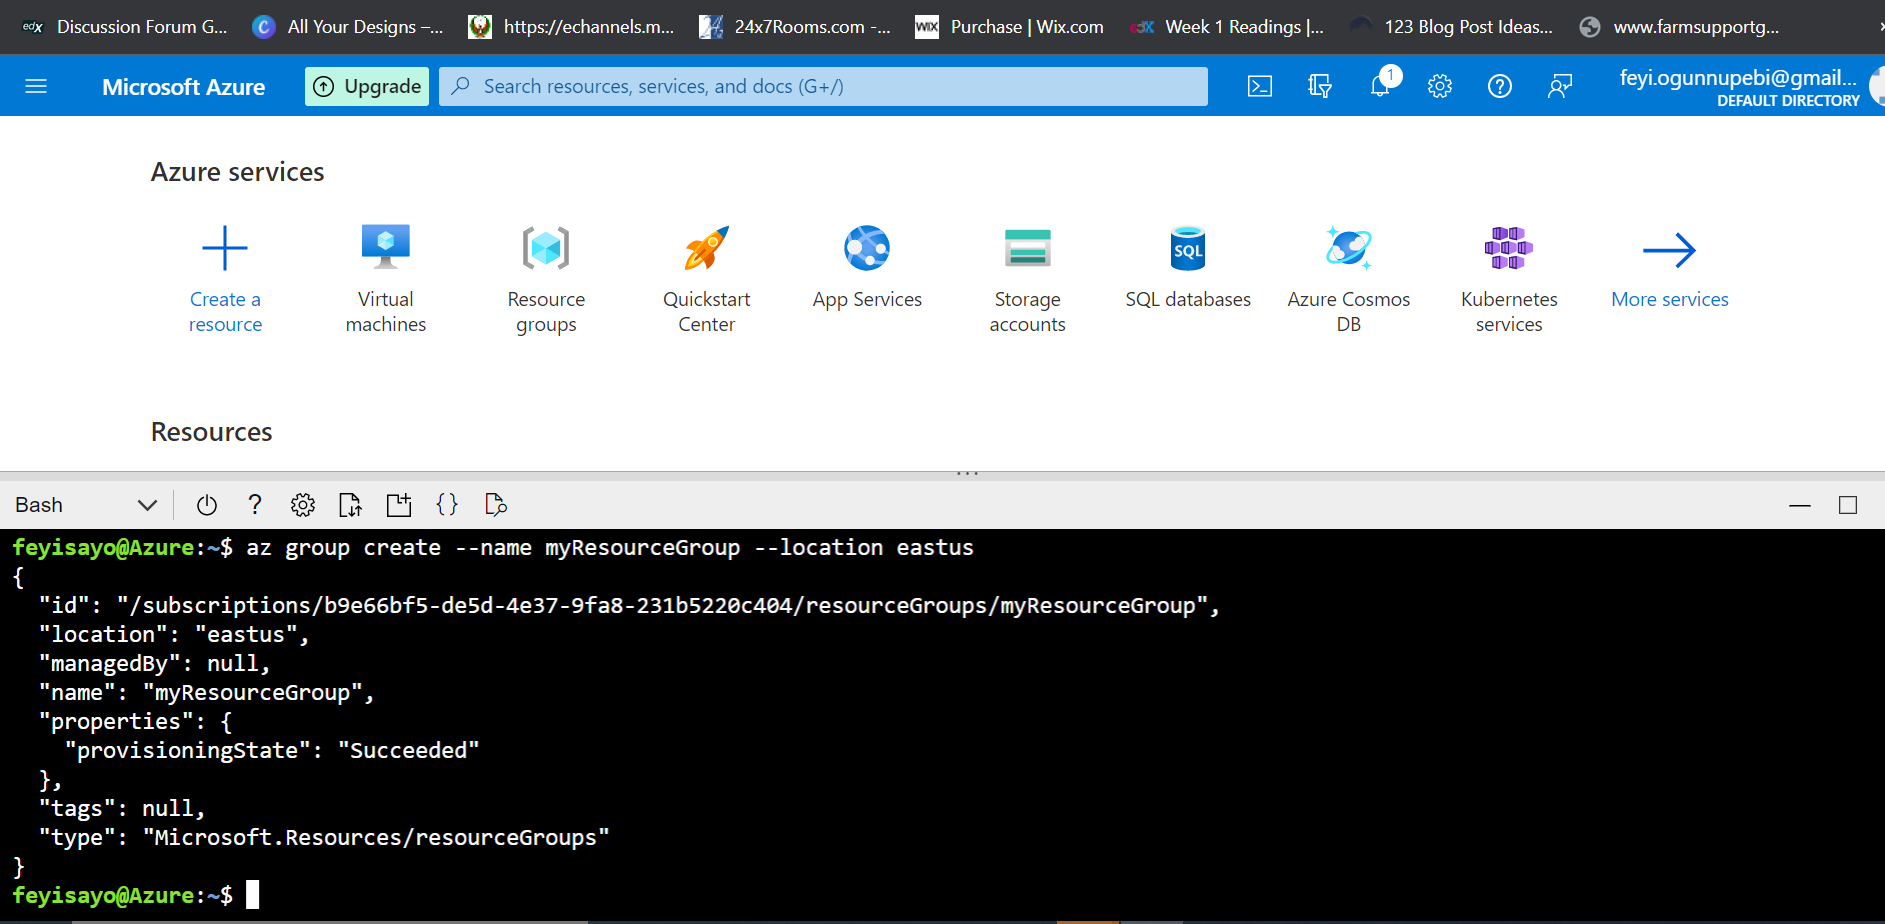 edX Discussion Forum G... C All Your Designs –... https://echannels.m... 24x7Rooms.com -... WiX Purchase | Wix.com edX Week 1 Readings |... 123 Blog Post Ideas... www.farmsupportg...
Microsoft Azure Upgrade Search resources, services, and docs (G+/) 1 feyi.ogunnupebi@gmail...
DEFAULT DIRECTORY
Azure services
SQL
Create a resource
Virtual machines
Resource groups
Quickstart Center
App Services
Storage accounts
SQL databases
Azure Cosmos DB
Kubernetes services
More services
Resources
Bash ? {}
feyisayo@Azure:~$ az group create --name myResourceGroup --location eastus
{
  "id": "/subscriptions/b9e66bf5-de5d-4e37-9fa8-231b5220c404/resourceGroups/myResourceGroup",
  "location": "eastus",
  "managedBy": null,
  "name": "myResourceGroup",
  "properties": {
    "provisioningState": "Succeeded"
  },
  "tags": null,
  "type": "Microsoft.Resources/resourceGroups"
}
feyisayo@Azure:~$